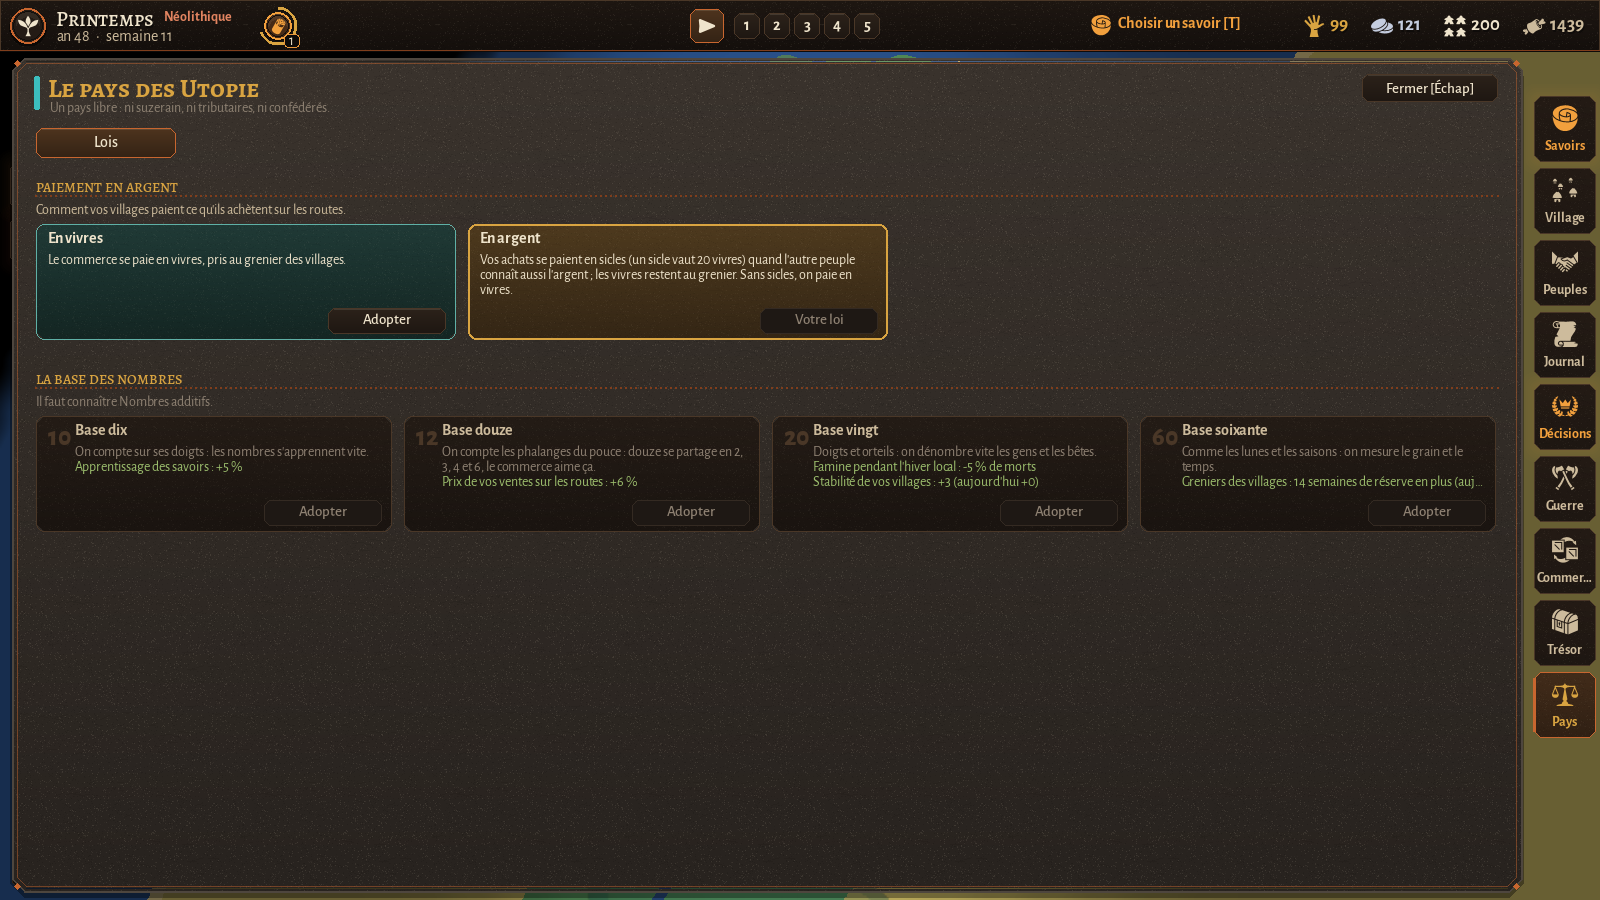 Printemps Néolithique
an 48 · semaine 11
1
1 2 3 4 5
Choisir un savoir [T]
99 121 200 1439
Le pays des Utopie
Un pays libre : ni suzerain, ni tributaires, ni confédérés.
Fermer [Échap]
Lois
PAIEMENT EN ARGENT
Comment vos villages paient ce qu'ils achètent sur les routes.
En vivres
Le commerce se paie en vivres, pris au grenier des villages.
Adopter
En argent
Vos achats se paient en sicles (un sicle vaut 20 vivres) quand l'autre peuple
connaît aussi l'argent ; les vivres restent au grenier. Sans sicles, on paie en
vivres.
Votre loi
LA BASE DES NOMBRES
Il faut connaître Nombres additifs.
10 Base dix
On compte sur ses doigts : les nombres s'apprennent vite.
Apprentissage des savoirs : +5 %
Adopter
12 Base douze
On compte les phalanges du pouce : douze se partage en 2,
3, 4 et 6, le commerce aime ça.
Prix de vos ventes sur les routes : +6 %
Adopter
20 Base vingt
Doigts et orteils : on dénombre vite les gens et les bêtes.
Famine pendant l'hiver local : -5 % de morts
Stabilité de vos villages : +3 (aujourd'hui +0)
Adopter
60 Base soixante
Comme les lunes et les saisons : on mesure le grain et le
temps.
Greniers des villages : 14 semaines de réserve en plus (auj...
Adopter
Savoirs
Village
Peuples
Journal
Décisions
Guerre
Commer...
Trésor
Pays